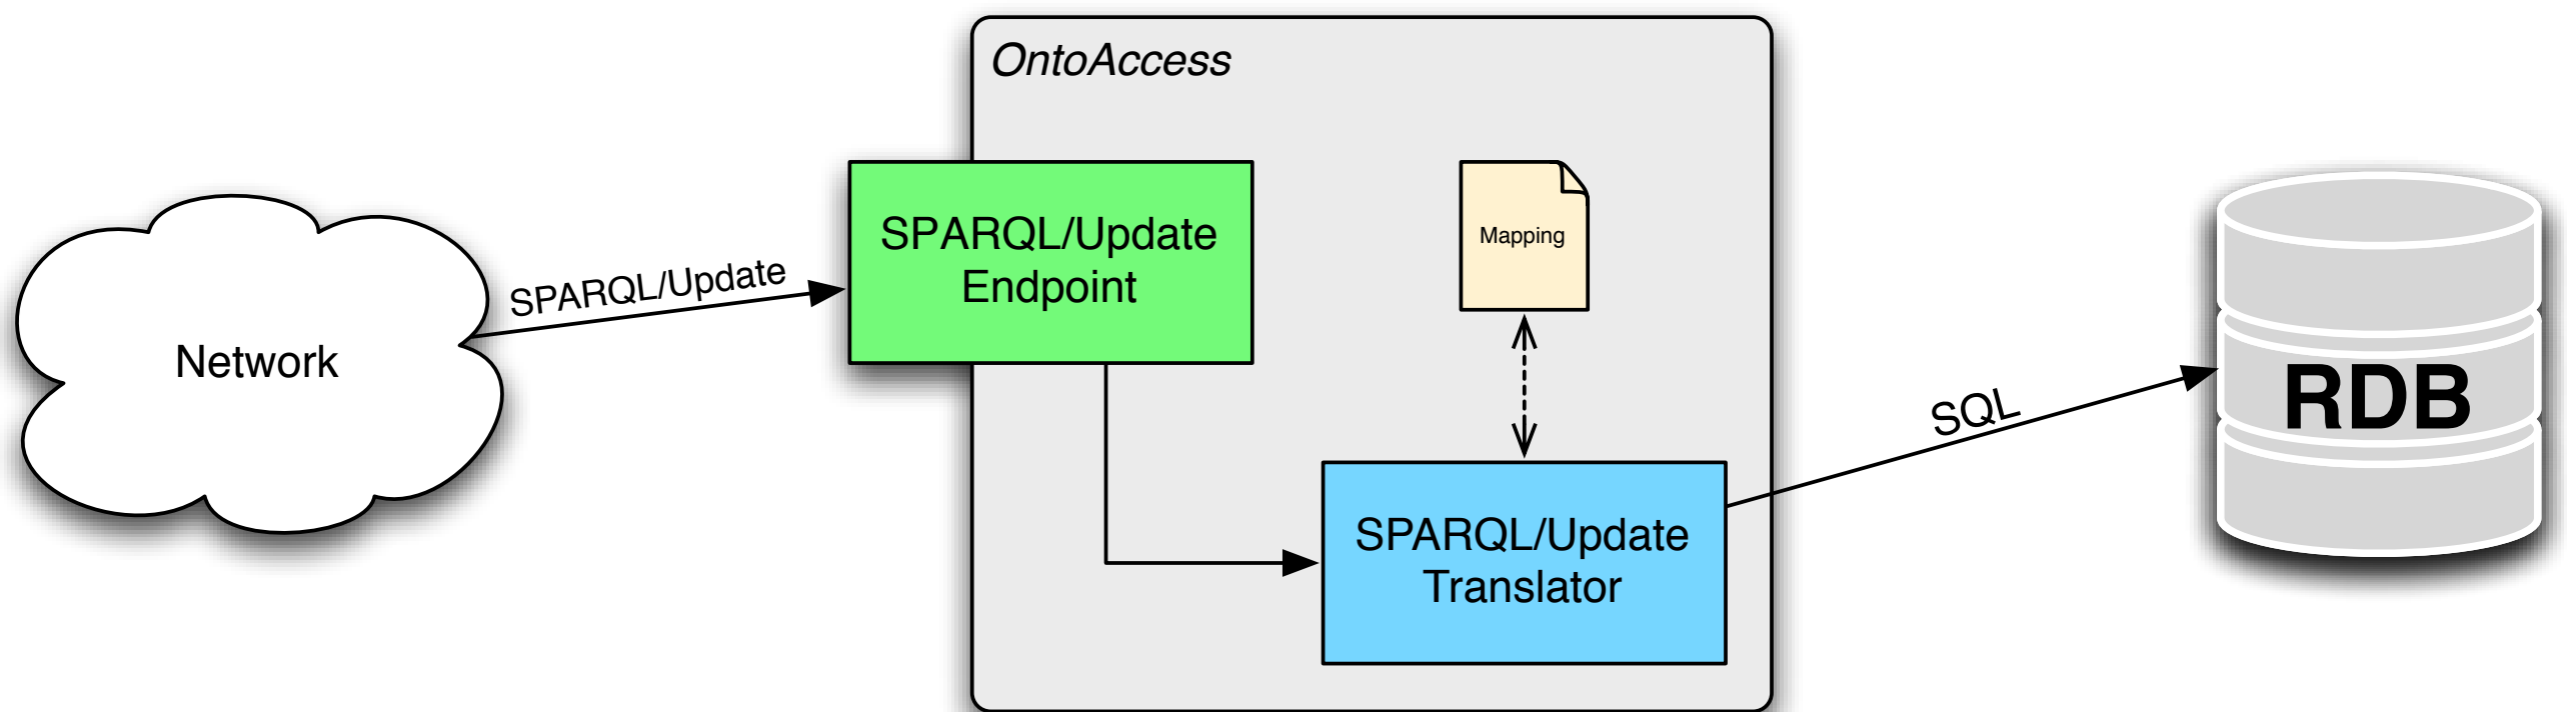 OntoAccess
SPARQL/Update
Endpoint
Mapping
SPARQL/Update
Network
SQL
RDB
SPARQL/Update
Translator